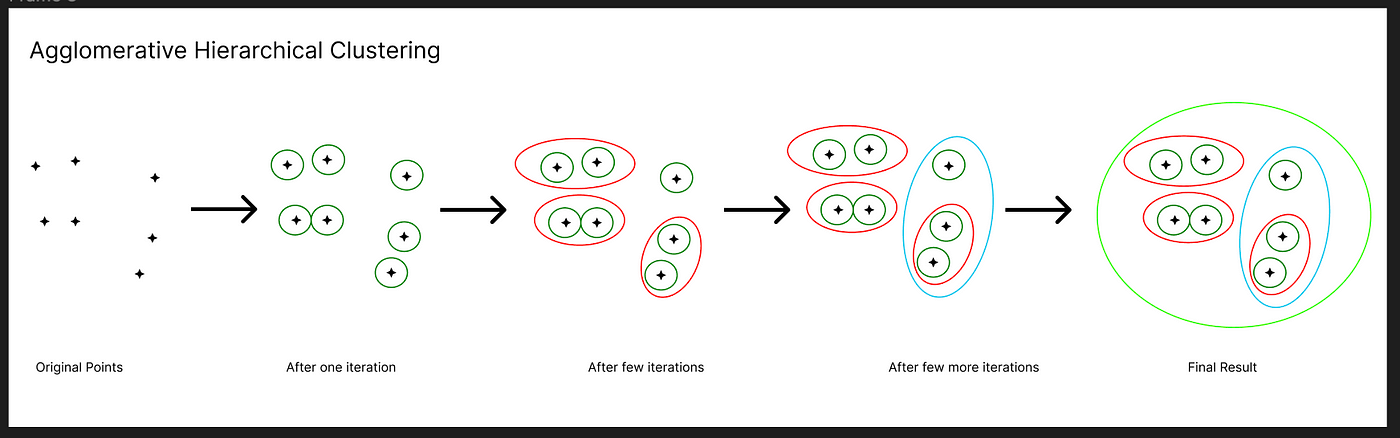 Agglomerative Hierarchical Clustering
Original Points
After one iteration
After few iterations
After few more iterations
Final Result